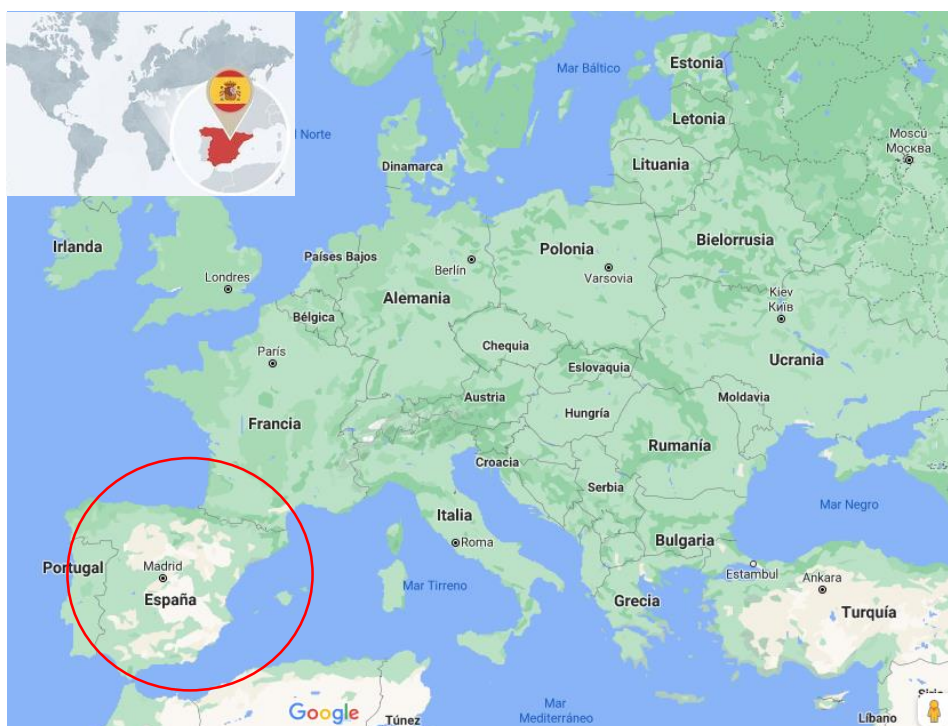 Mar Báltico
Estonia
Letonia
Moscú
Москва
l Norte
Dinamarca
Lituania
Irlanda
Países Bajos
Polonia
Bielorrusia
Londres
Berlín
Varsovia
Alemania
Kiev
Київ
Bélgica
París
Chequia
Ucrania
Eslovaquia
Austria
Moldavia
Francia
Hungría
Rumanía
Croacia
Serbia
Mar Negro
Italia
Roma
Bulgaria
Portugal
Madrid
Mar Tirreno
Estambul
Ankara
España
Grecia
Turquía
Google
Túnez
Mar
Mediterráneo
Líbano